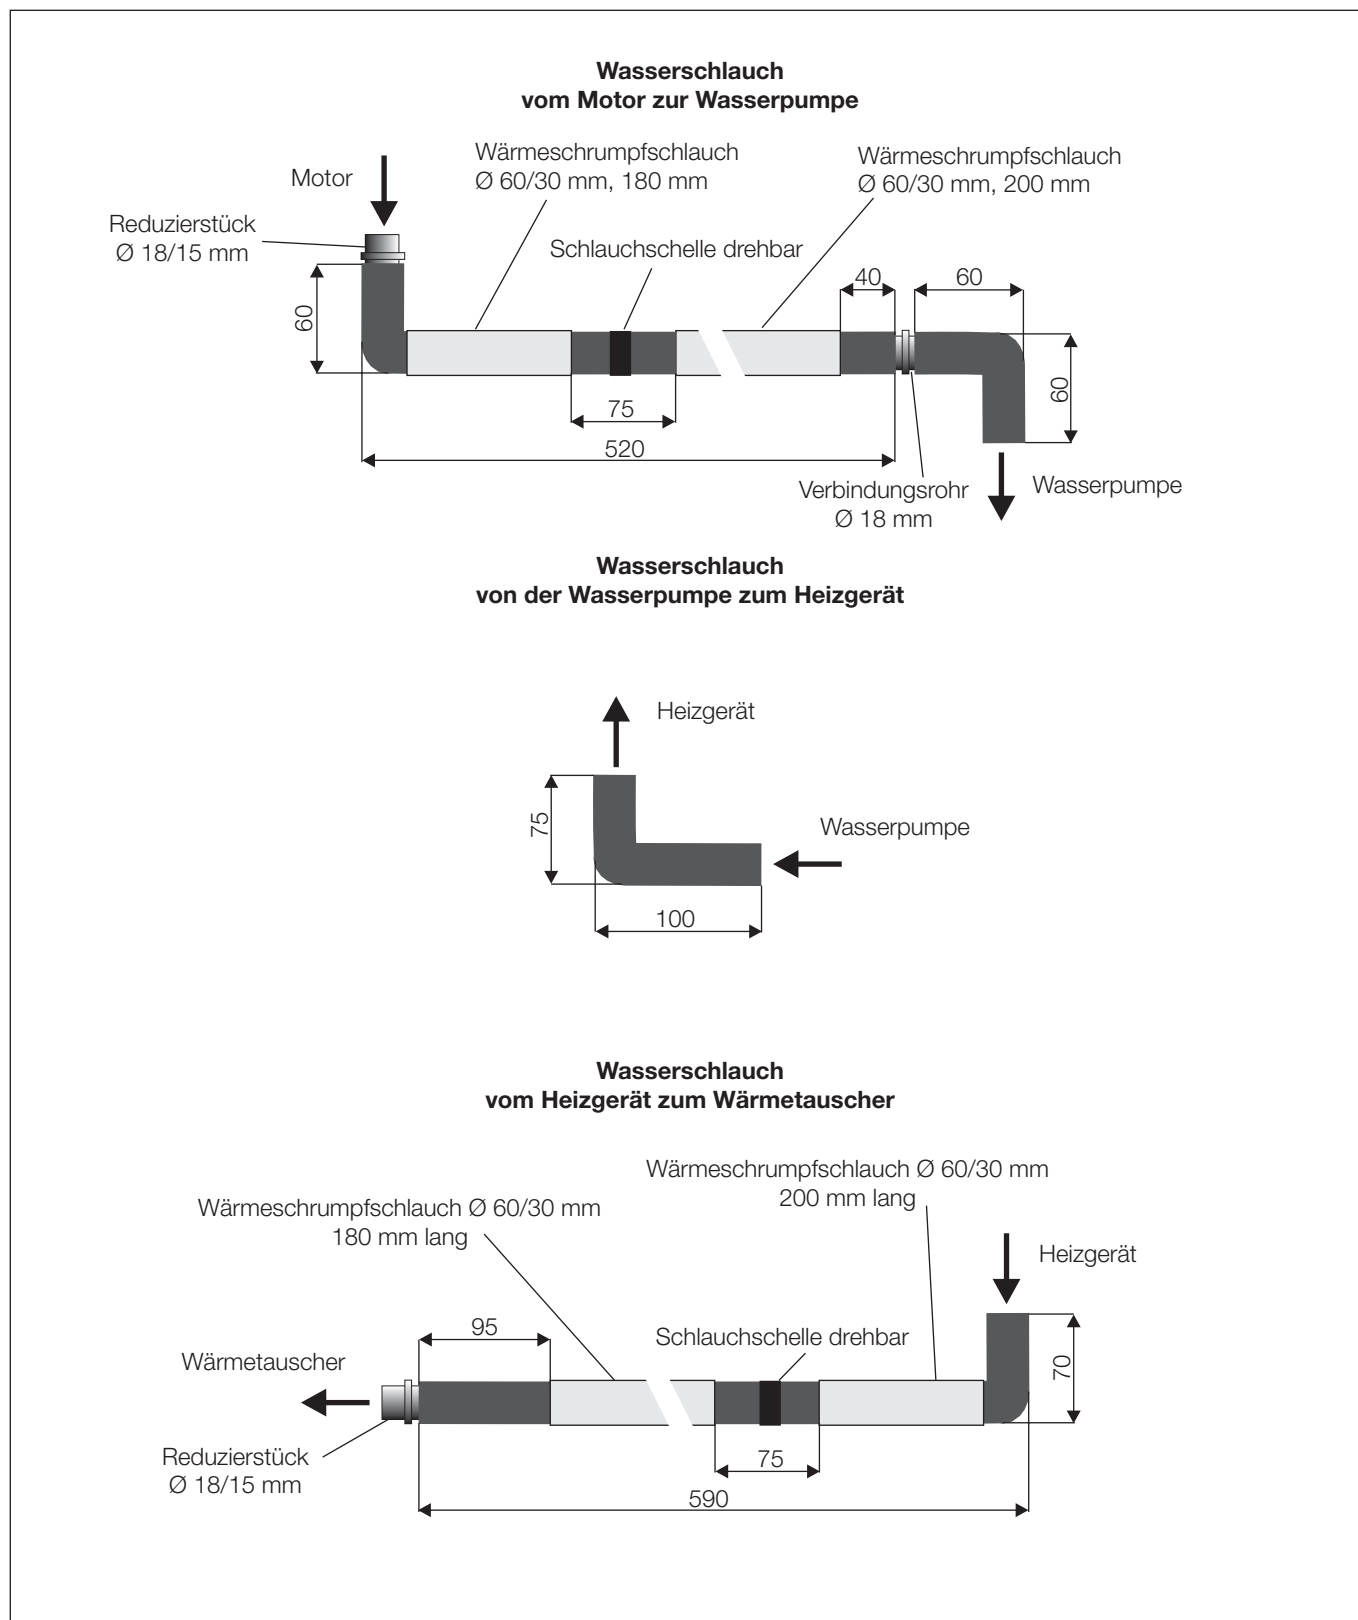 Wasserschlauch
vom Motor zur Wasserpumpe
Motor
Wärmeschrumpfschlauch
Ø 60/30 mm, 180 mm
Wärmeschrumpfschlauch
Ø 60/30 mm, 200 mm
Reduzierstück
Ø 18/15 mm
Schlauchschelle drehbar
40
60
60
75
60
520
Verbindungsrohr
Ø 18 mm
Wasserpumpe
Wasserschlauch
von der Wasserpumpe zum Heizgerät
Heizgerät
75
Wasserpumpe
100
Wasserschlauch
vom Heizgerät zum Wärmetauscher
Wärmeschrumpfschlauch Ø 60/30 mm
200 mm lang
Wärmeschrumpfschlauch Ø 60/30 mm
180 mm lang
Heizgerät
95
Schlauchschelle drehbar
70
Wärmetauscher
Reduzierstück
Ø 18/15 mm
75
590